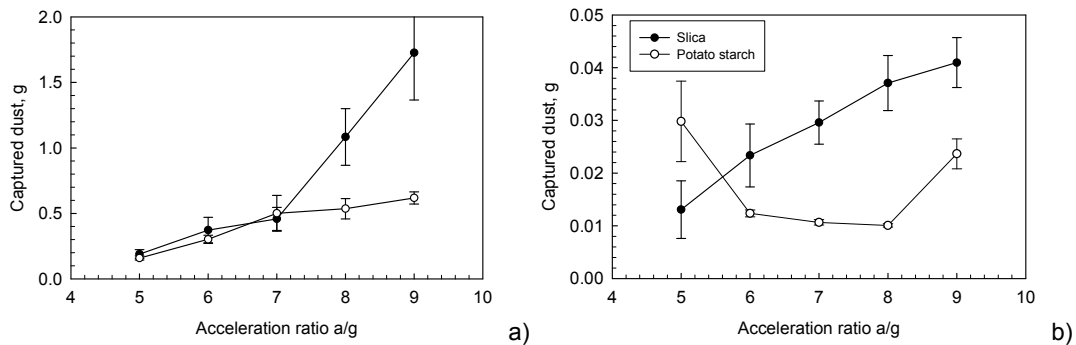 2.0
1.5
1.0
0.5
0.0
Captured dust, g
4 5 6 7 8 9 10
Acceleration ratio a/g
a)
0.05
0.04
0.03
0.02
0.01
0.00
Captured dust, g
Slica
Potato starch
4 5 6 7 8 9 10
Acceleration ratio a/g
b)